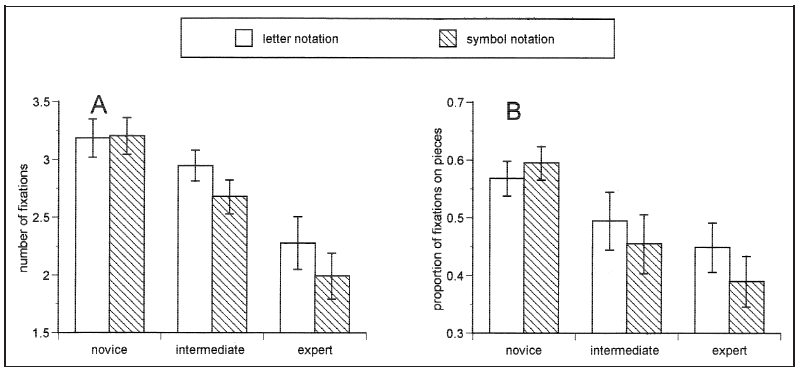 letter notation
symbol notation
A
number of fixations
3.5
3
2.5
2
1.5
novice
intermediate
expert
B
proportion of fixations on pieces
0.7
0.6
0.5
0.4
0.3
novice
intermediate
expert